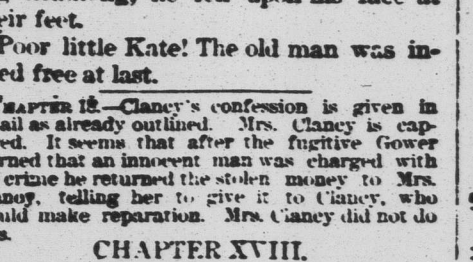 eir feet.
Poor little Kate! The old man was in-
ed free at last.
HAPTER 12.—Clancy's confession is given in
ail as already outlined. Mrs. Clancy is cap-
ed. It seems that after the fugitive Gower
rned that an innocent man was charged with
crime he returned the stolen money to Mrs.
ancy, telling her to give it to Clancy, who
uld make reparation. Mrs. Clancy did not do
s.
CHAPTER XVIII.